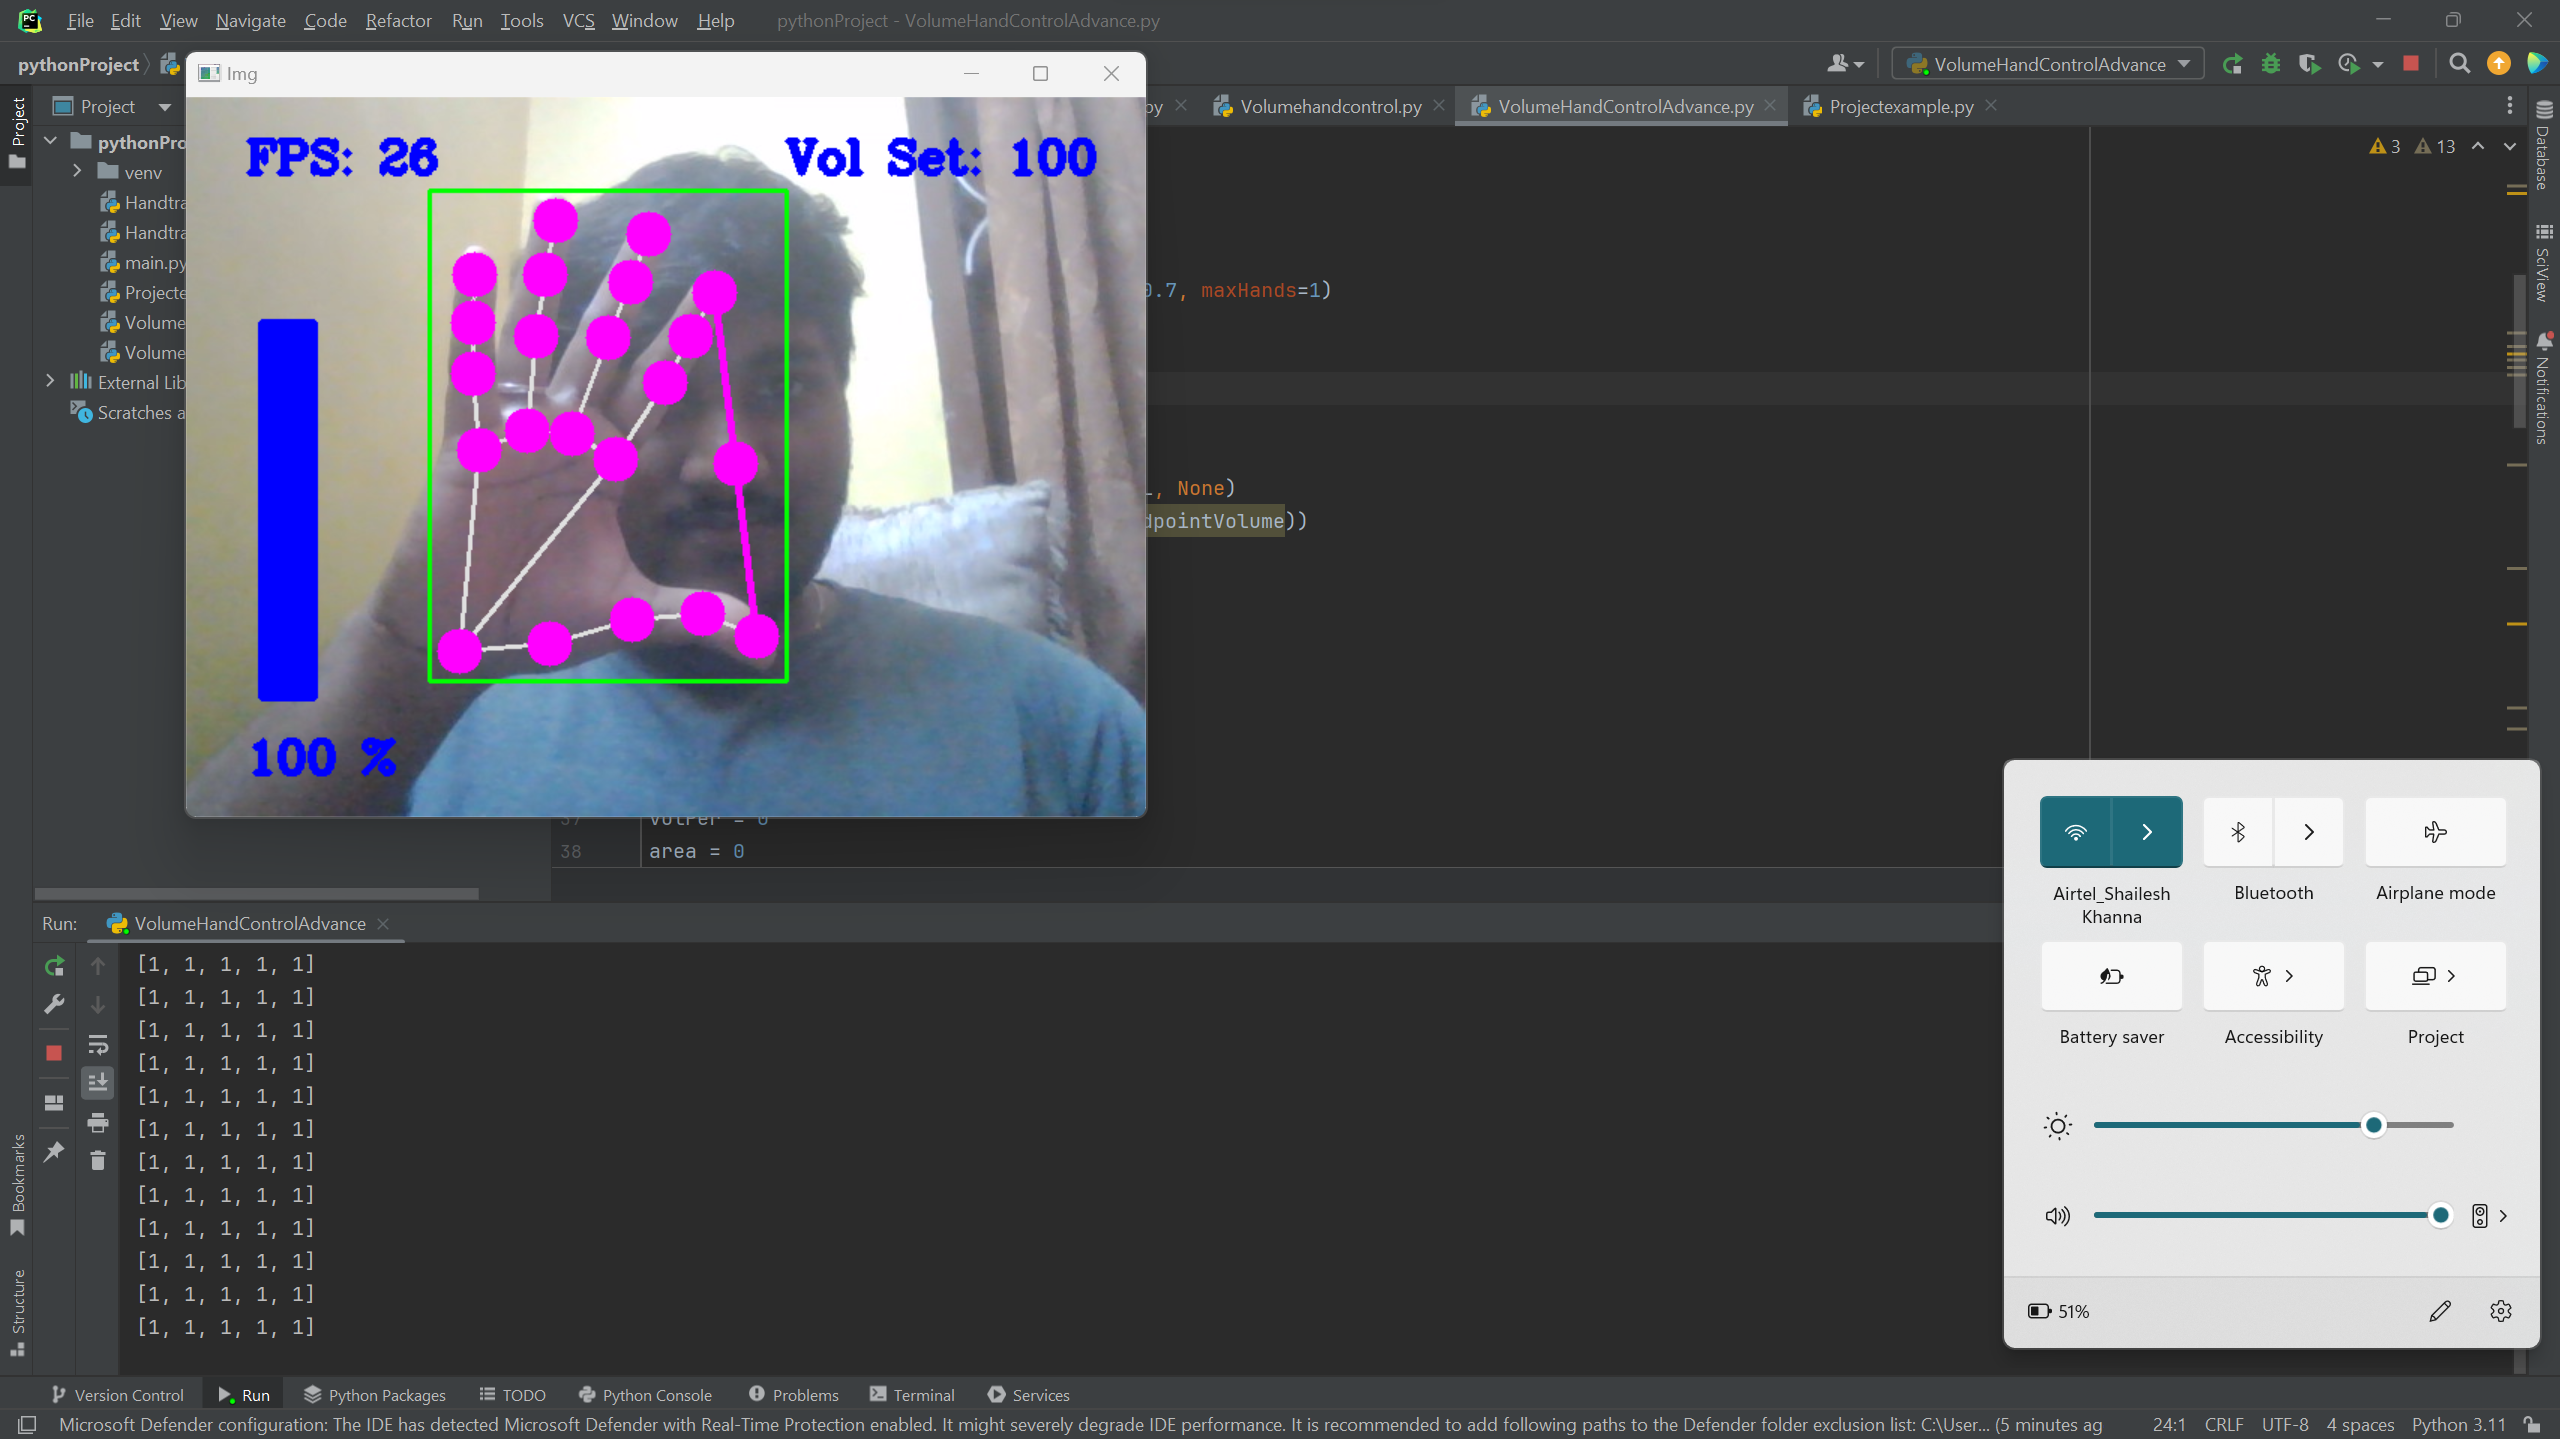 File Edit View Navigate Code Refactor Run Tools VCS Window Help pythonProject - VolumeHandControlAdvance.py
pythonProject
VolumeHandControlAdvance
Img
Project
Volumehandcontrol.py
VolumeHandControlAdvance.py
Projectexample.py
py
pythonPro
venv
Handtra
Handtra
main.py
Projecte
Volume
Volume
External Lib
Scratches a
FPS: 26
Vol Set: 100
100 %
3 13
0.7, maxHands=1)
, None)
dpointVolume))
37 volPer = 0
38 area = 0
Project
Bookmarks
Structure
Database
SciView
Notifications
Run: VolumeHandControlAdvance
[1, 1, 1, 1, 1]
[1, 1, 1, 1, 1]
[1, 1, 1, 1, 1]
[1, 1, 1, 1, 1]
[1, 1, 1, 1, 1]
[1, 1, 1, 1, 1]
[1, 1, 1, 1, 1]
[1, 1, 1, 1, 1]
[1, 1, 1, 1, 1]
[1, 1, 1, 1, 1]
[1, 1, 1, 1, 1]
[1, 1, 1, 1, 1]
Airtel_Shailesh
Khanna
Bluetooth
Airplane mode
Battery saver
Accessibility
Project
51%
Version Control Run Python Packages TODO Python Console Problems Terminal Services
Microsoft Defender configuration: The IDE has detected Microsoft Defender with Real-Time Protection enabled. It might severely degrade IDE performance. It is recommended to add following paths to the Defender folder exclusion list: C:\User... (5 minutes ag 24:1 CRLF UTF-8 4 spaces Python 3.11